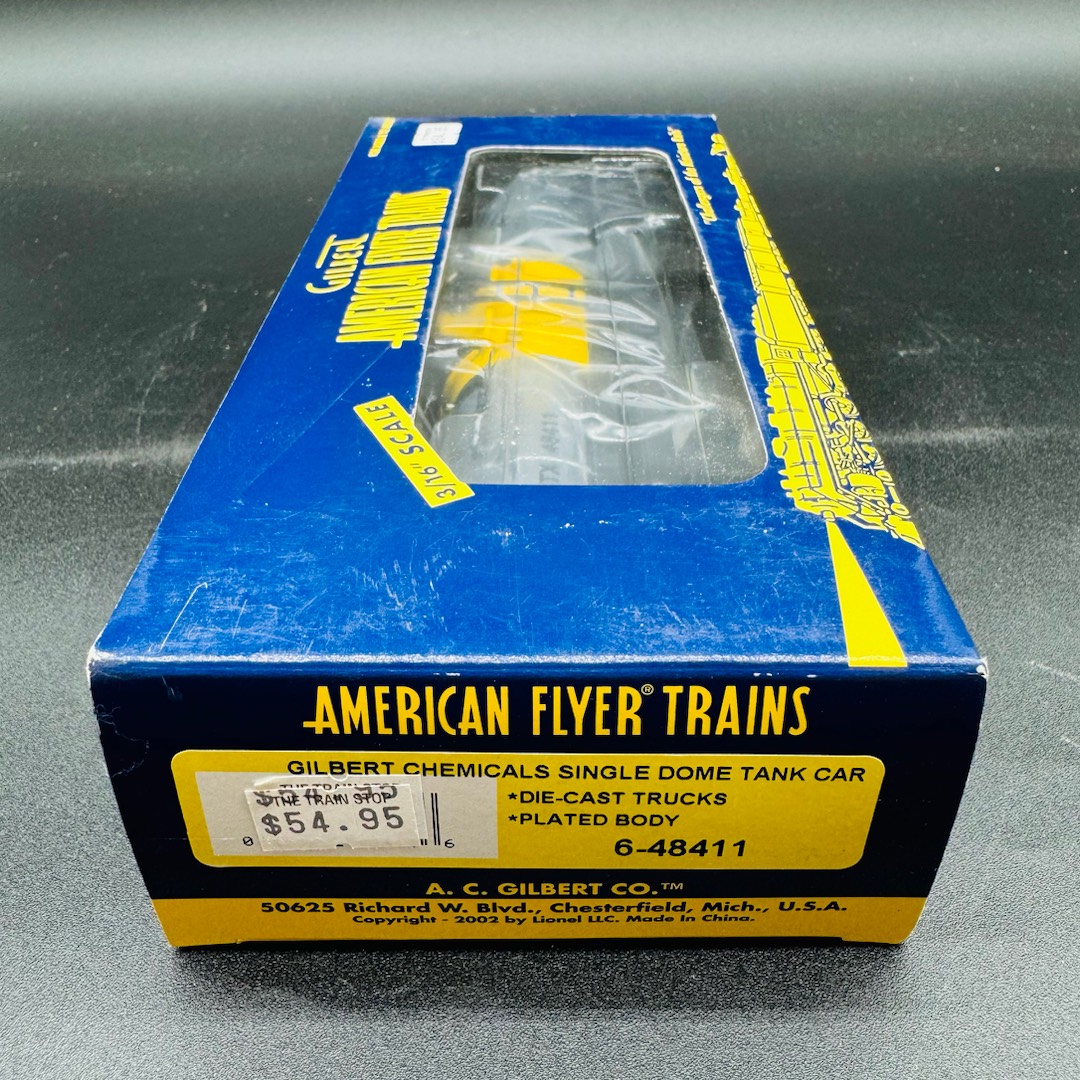 GILBERT
AMERICAN FLYER TRAINS
3/16" S SCALE
AMERICAN FLYER® TRAINS
GILBERT CHEMICALS SINGLE DOME TANK CAR
*DIE-CAST TRUCKS
*PLATED BODY
6-48411
THE TRAIN STOP
$54.95
0
6
A. C. GILBERT CO.™
50625 Richard W. Blvd., Chesterfield, Mich., U.S.A.
Copyright - 2002 by Lionel LLC. Made In China.